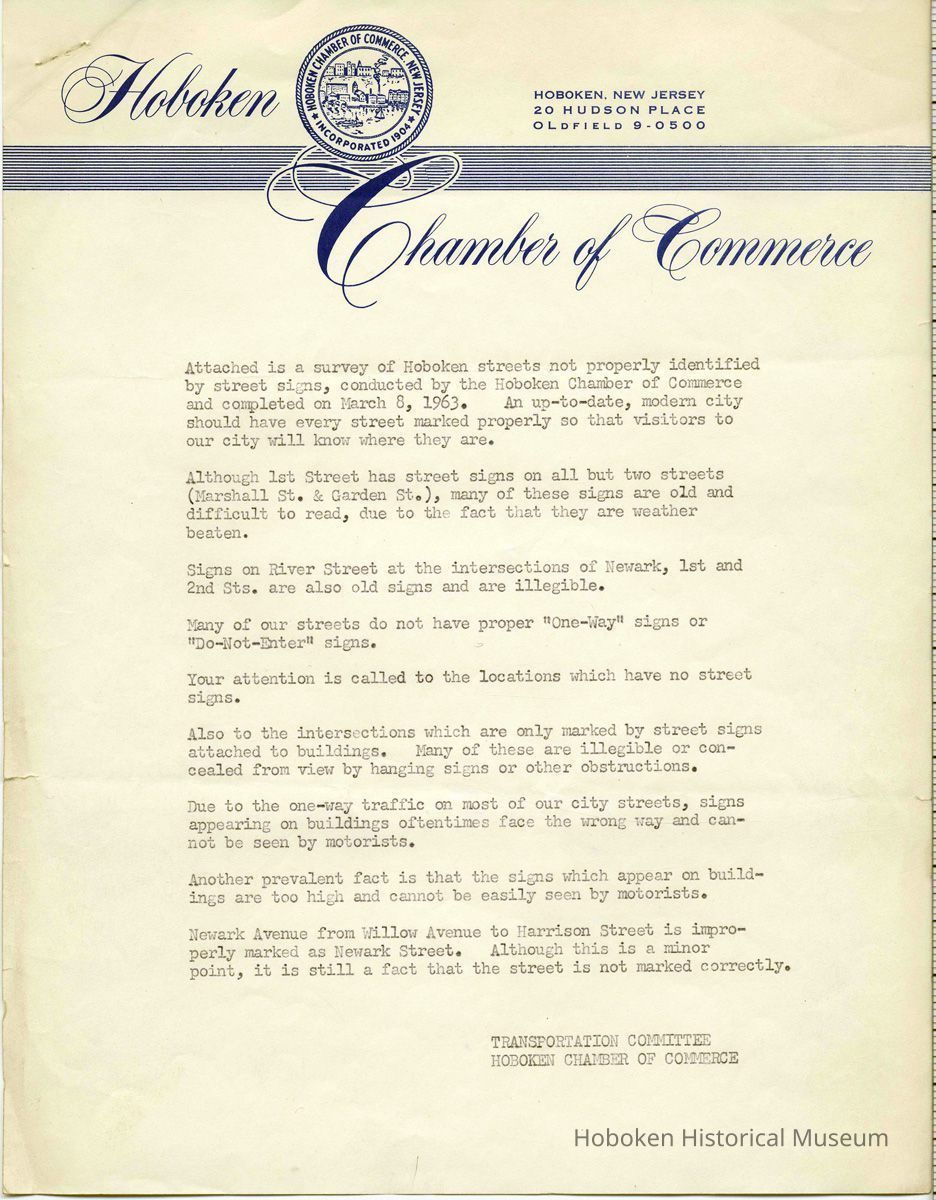 Hoboken
HOBOKEN CHAMBER OF COMMERCE, NEW JERSEY
★ INCORPORATED 1904 ★
HOBOKEN, NEW JERSEY
20 HUDSON PLACE
OLDFIELD 9-0500
Chamber of Commerce
Attached is a survey of Hoboken streets not properly identified
by street signs, conducted by the Hoboken Chamber of Commerce
and completed on March 8, 1963. An up-to-date, modern city
should have every street marked properly so that visitors to
our city will know where they are.
Although 1st Street has street signs on all but two streets
(Marshall St. & Garden St.), many of these signs are old and
difficult to read, due to the fact that they are weather
beaten.
Signs on River Street at the intersections of Newark, 1st and
2nd Sts. are also old signs and are illegible.
Many of our streets do not have proper "One-Way" signs or
"Do-Not-Enter" signs.
Your attention is called to the locations which have no street
signs.
Also to the intersections which are only marked by street signs
attached to buildings. Many of these are illegible or con-
cealed from view by hanging signs or other obstructions.
Due to the one-way traffic on most of our city streets, signs
appearing on buildings oftentimes face the wrong way and can-
not be seen by motorists.
Another prevalent fact is that the signs which appear on build-
ings are too high and cannot be easily seen by motorists.
Newark Avenue from Willow Avenue to Harrison Street is impro-
perly marked as Newark Street. Although this is a minor
point, it is still a fact that the street is not marked correctly.
TRANSPORTATION COMMITTEE
HOBOKEN CHAMBER OF COMMERCE
Hoboken Historical Museum